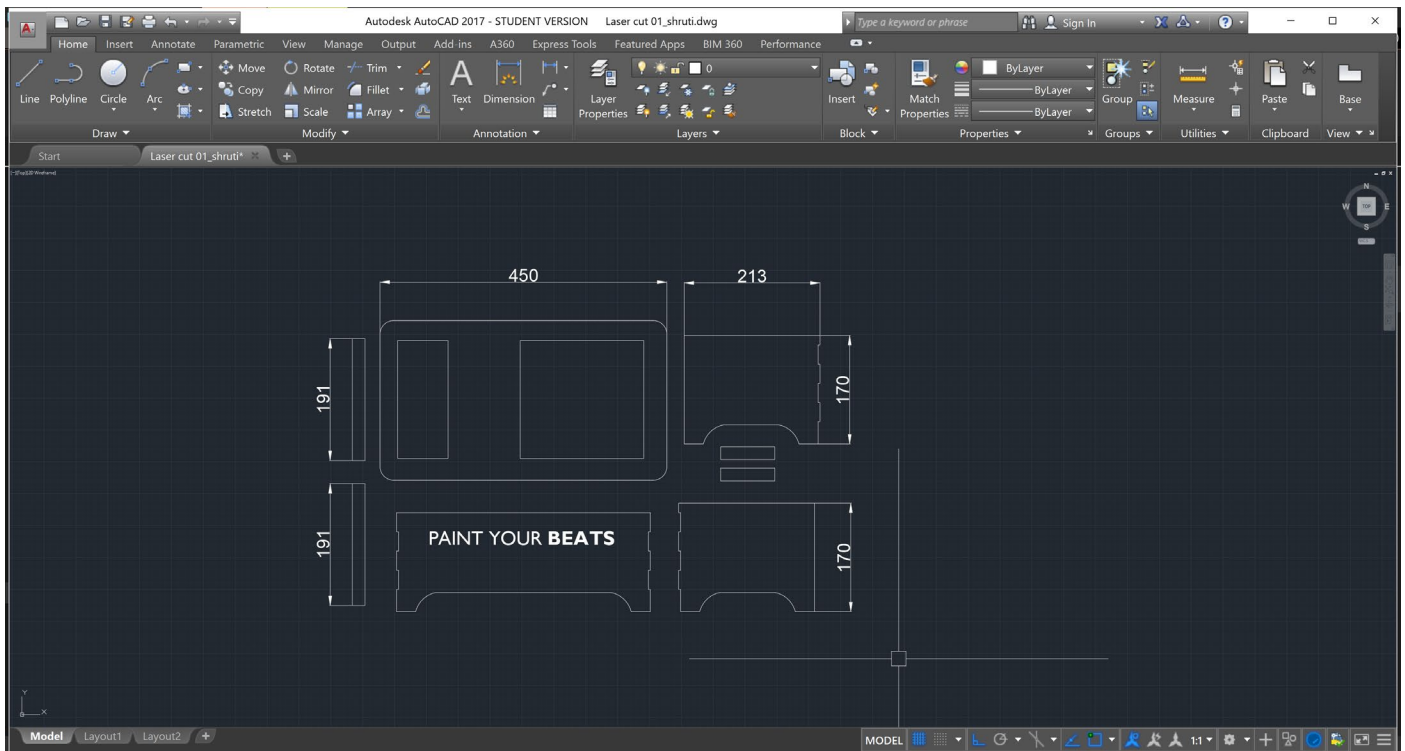 Autodesk AutoCAD 2017 - STUDENT VERSION Laser cut 01_shruti.dwg
Type a keyword or phrase
Sign In
Home Insert Annotate Parametric View Manage Output Add-ins A360 Express Tools Featured Apps BIM 360 Performance
Move Rotate Trim
Copy Mirror Fillet
Stretch Scale Array
Line Polyline Circle Arc
Text Dimension
Layer Properties
0
Insert
Match Properties
ByLayer
ByLayer
ByLayer
Group
Measure
Paste
Base
Draw Modify Annotation Layers Block Properties Groups Utilities Clipboard View
Start Laser cut 01_shruti*
[-][Top][2D Wireframe]
N
W TOP E
S
450 213
191 170
191 170
PAINT YOUR BEATS
Y
X
Model Layout1 Layout2
MODEL 1:1